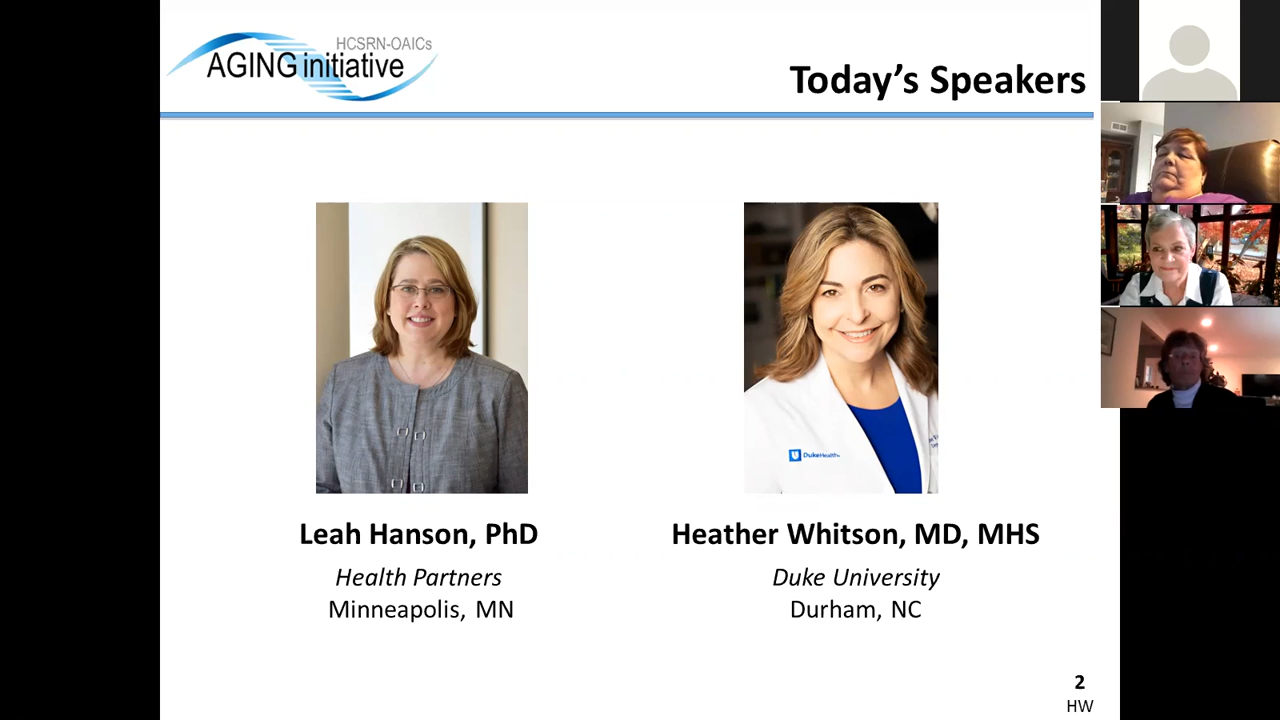 HCSRN-OAICs
AGING initiative
Today's Speakers
DukeHealth
Leah Hanson, PhD
Heather Whitson, MD, MHS
Health Partners
Duke University
Minneapolis, MN
Durham, NC
2
HW